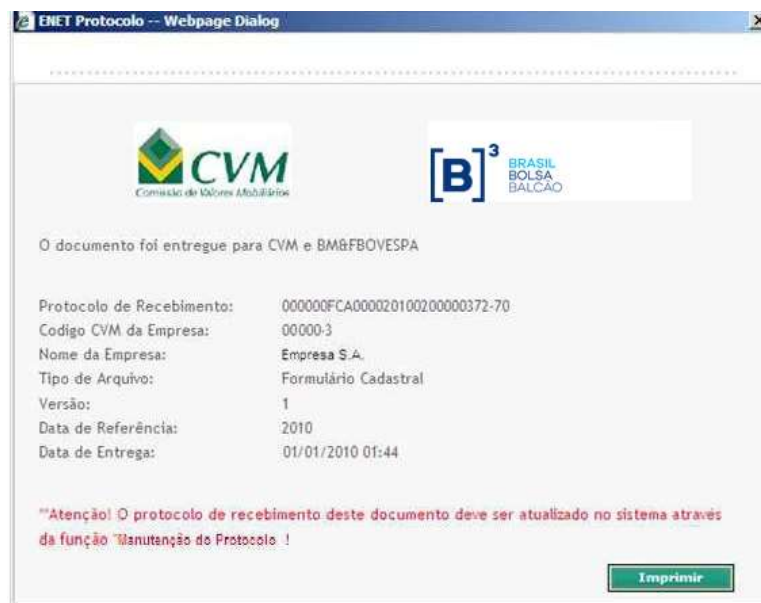 ENET Protocolo -- Webpage Dialog
CVM
Comissão de Valores Mobiliários
[B]³ BRASIL
BOLSA
BALCÃO
O documento foi entregue para CVM e BM&FBOVESPA
Protocolo de Recebimento: 000000FCA000020100200000372-70
Codigo CVM da Empresa: 00000-3
Nome da Empresa: Empresa S.A.
Tipo de Arquivo: Formulário Cadastral
Versão: 1
Data de Referência: 2010
Data de Entrega: 01/01/2010 01:44
"Atenção! O protocolo de recebimento deste documento deve ser atualizado no sistema através
da função "Manutenção do Protocolo !
Imprimir